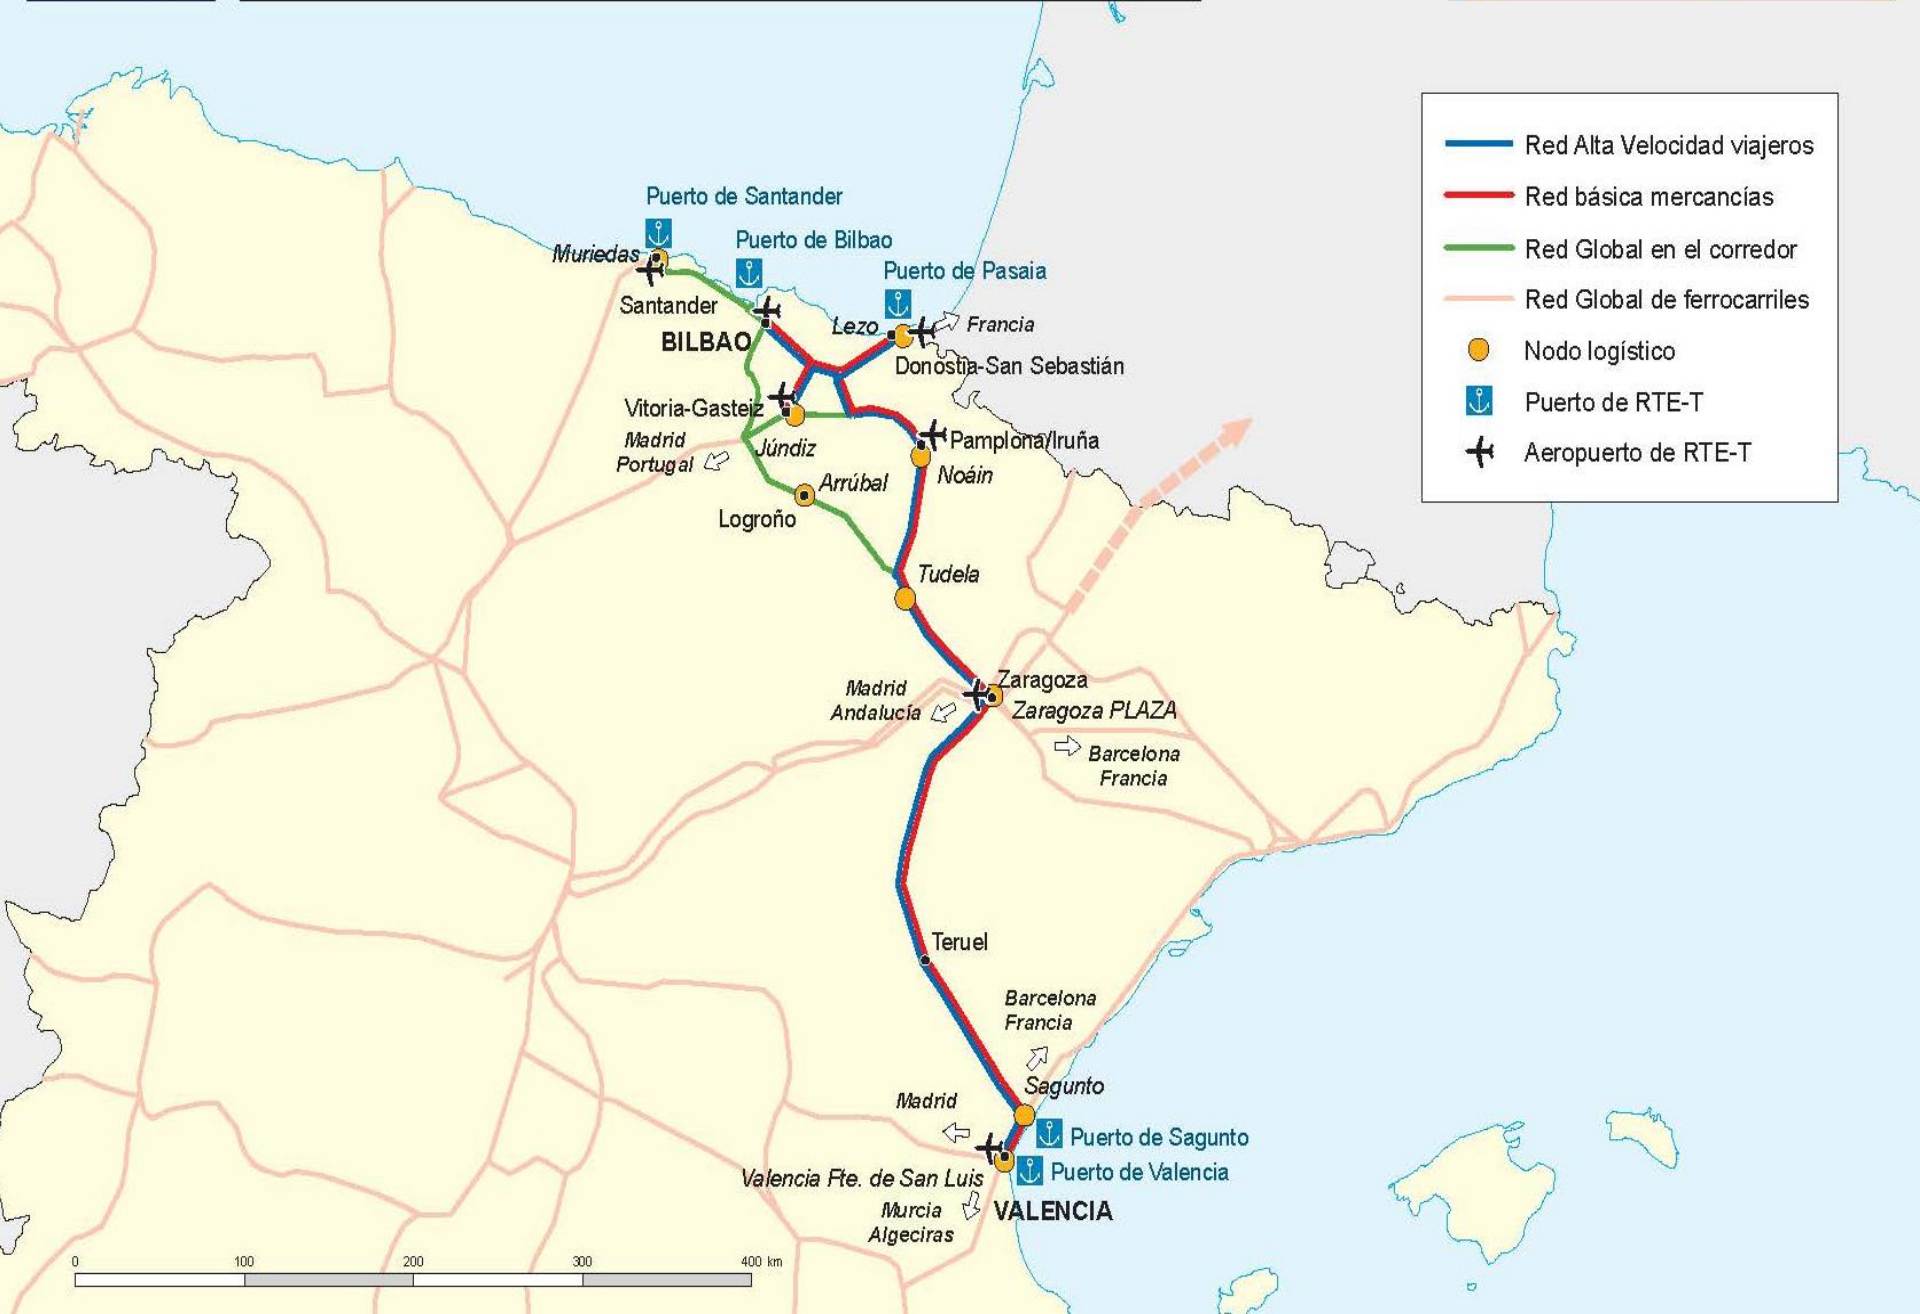 Red Alta Velocidad viajeros
Red básica mercancías
Red Global en el corredor
Red Global de ferrocarriles
Nodo logístico
Puerto de RTE-T
Aeropuerto de RTE-T
Puerto de Santander
Muriedas
Santander
Puerto de Bilbao
BILBAO
Puerto de Pasaia
Lezo
Francia
Donostia-San Sebastián
Vitoria-Gasteiz
Júndiz
Madrid
Portugal
Pamplona/Iruña
Noáin
Arrúbal
Logroño
Tudela
Zaragoza
Zaragoza PLAZA
Madrid
Andalucía
Barcelona
Francia
Teruel
Barcelona
Francia
Sagunto
Madrid
Puerto de Sagunto
Puerto de Valencia
Valencia Fte. de San Luis
VALENCIA
Murcia
Algeciras
0 100 200 300 400 km